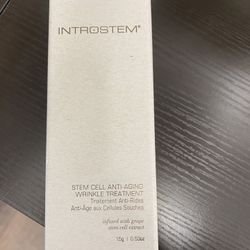 INTROSTEM®
STEM CELL ANTI-AGING
WRINKLE TREATMENT
Traitement Anti-Rides
Anti-Âge aux Cellules Souches
infused with grape
stem cell extract
15g | 0.50oz